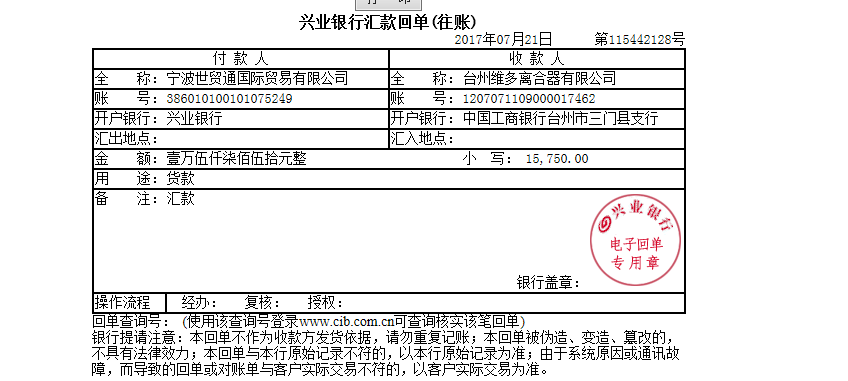 打 印
兴业银行汇款回单(往账)
2017年07月21日 第115442128号
付 款 人 收 款 人
全 称：宁波世贸通国际贸易有限公司 全 称：台州维多离合器有限公司
账 号：386010100101075249 账 号：1207071109000017462
开户银行：兴业银行 开户银行：中国工商银行台州市三门县支行
汇出地点： 汇入地点：
金 额：壹万伍仟柒佰伍拾元整 小 写： 15,750.00
用 途：货款
备 注：汇款
兴业银行
电子回单
专用章
银行盖章：
操作流程 经办： 复核： 授权：
回单查询号： (使用该查询号登录www.cib.com.cn可查询核实该笔回单)
银行提请注意：本回单不作为收款方发货依据，请勿重复记账；本回单被伪造、变造、篡改的，
不具有法律效力；本回单与本行原始记录不符的，以本行原始记录为准；由于系统原因或通讯故
障，而导致的回单或对账单与客户实际交易不符的，以客户实际交易为准。